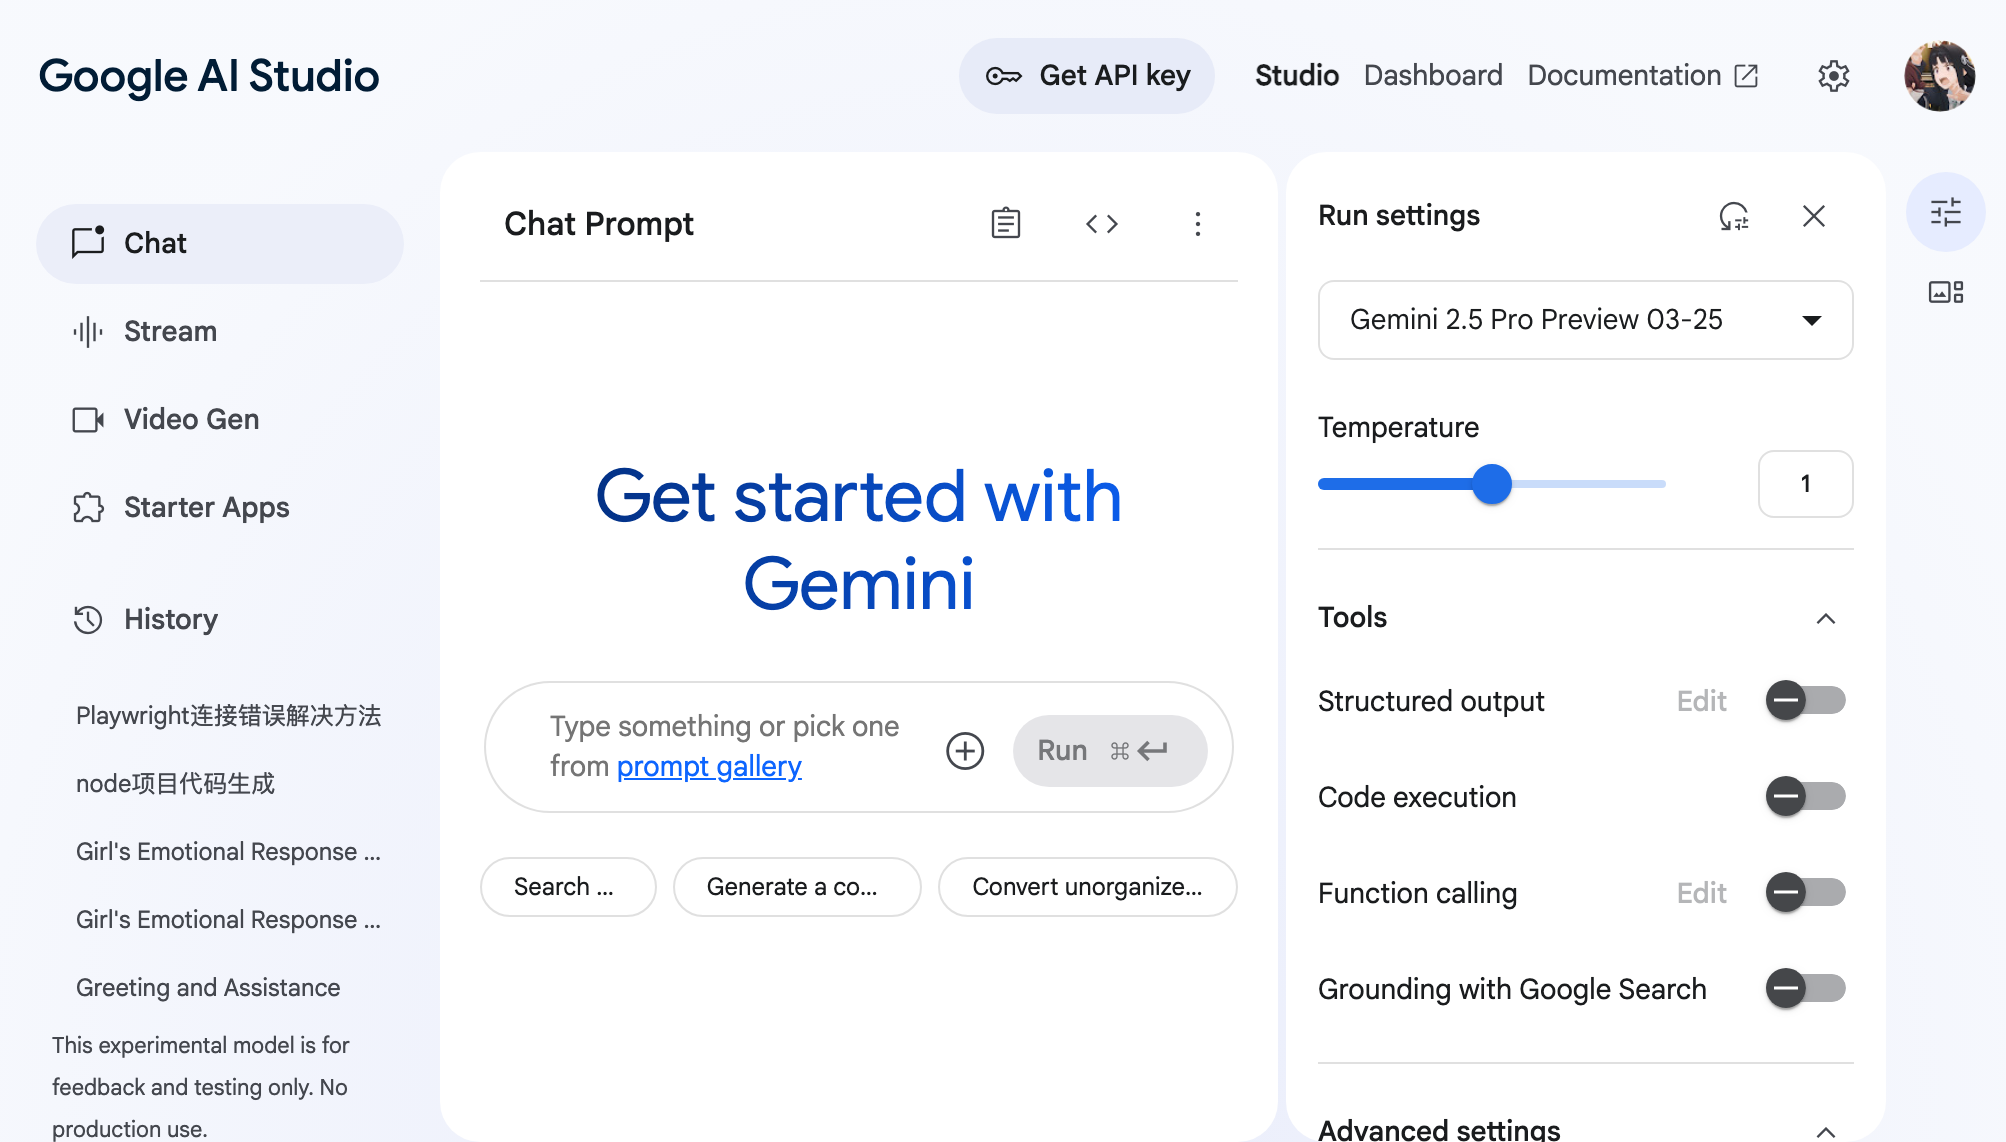 Google AI Studio
Get API key
Studio
Dashboard
Documentation
Chat
Stream
Video Gen
Starter Apps
History
Playwright连接错误解决方法
node项目代码生成
Girl's Emotional Response ...
Girl's Emotional Response ...
Greeting and Assistance
This experimental model is for
feedback and testing only. No
production use.
Chat Prompt
Get started with
Gemini
Type something or pick one
from prompt gallery
Run ⌘
Search ...
Generate a co...
Convert unorganize...
Run settings
Gemini 2.5 Pro Preview 03-25
Temperature
1
Tools
Structured output
Edit
Code execution
Function calling
Edit
Grounding with Google Search
Advanced settings